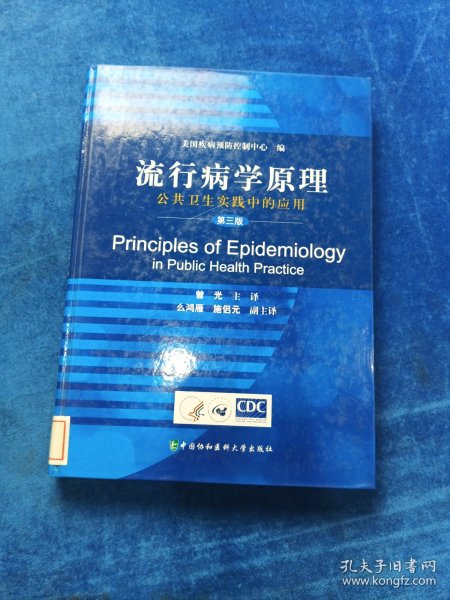 美国疾病预防控制中心 编
流行病学原理
公共卫生实践中的应用
第三版
Principles of Epidemiology
in Public Health Practice
曾光 主译
么鸿雁 施侣元 副主译
CDC
中国协和医科大学出版社
孔夫子旧书网
www.kongfz.com